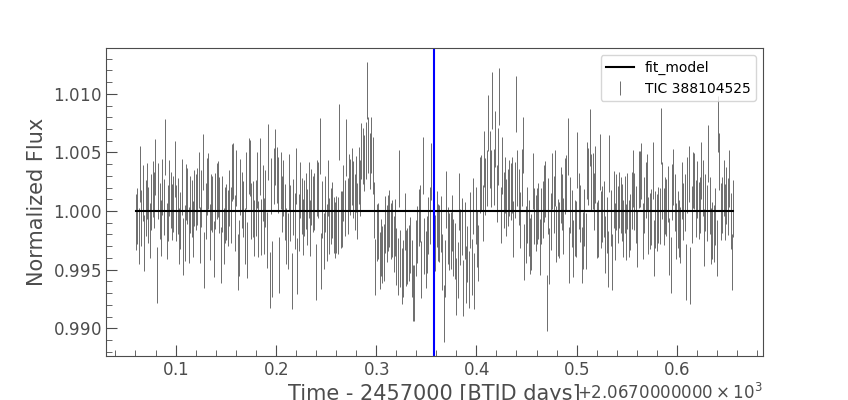 fit_model
TIC 388104525
1.010
1.005
1.000
0.995
0.990
Normalized Flux
0.1 0.2 0.3 0.4 0.5 0.6
Time - 2457000 [BTJD days]
+2.0670000000 × 10³